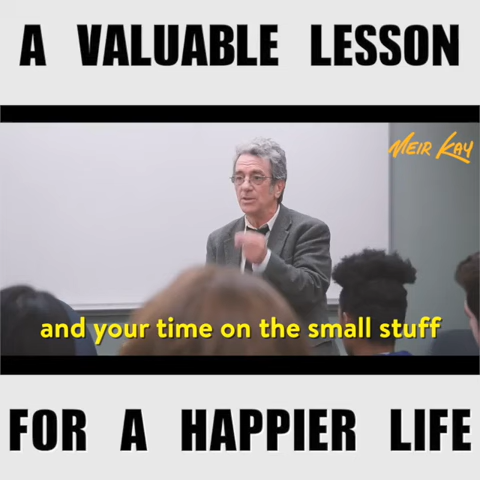 A VALUABLE LESSON
MEIR KAY
and your time on the small stuff
FOR A HAPPIER LIFE